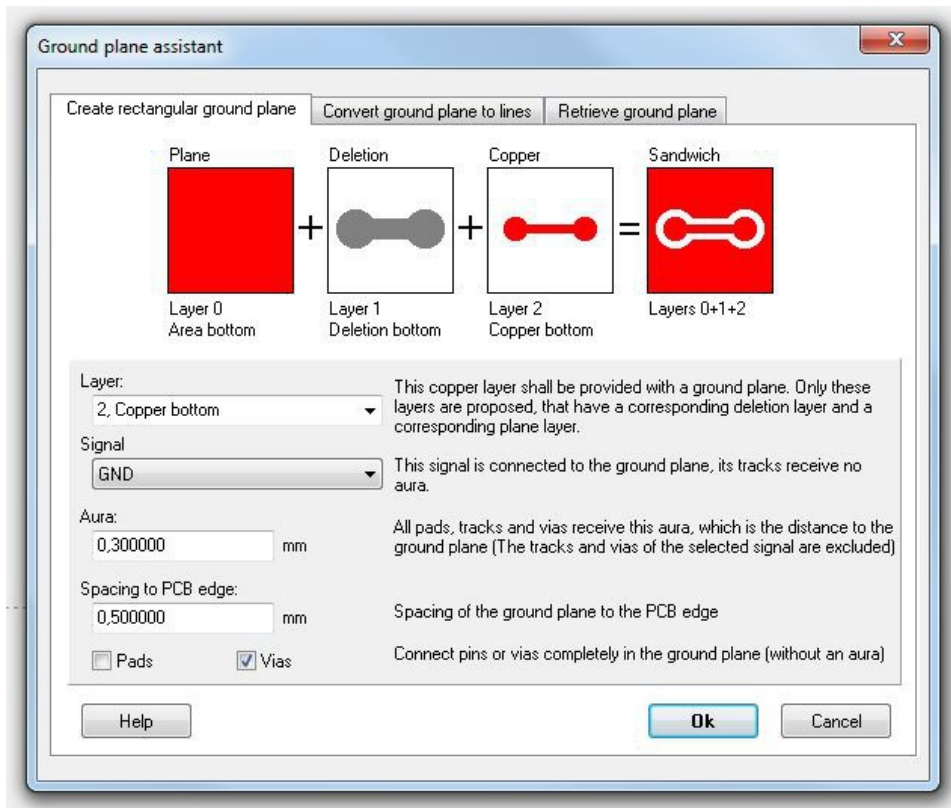 Ground plane assistant
Create rectangular ground plane
Convert ground plane to lines
Retrieve ground plane
Plane
Deletion
Copper
Sandwich
+
+
=
Layer 0
Area bottom
Layer 1
Deletion bottom
Layer 2
Copper bottom
Layers 0+1+2
Layer:
2, Copper bottom
This copper layer shall be provided with a ground plane. Only these
layers are proposed, that have a corresponding deletion layer and a
corresponding plane layer.
Signal
GND
This signal is connected to the ground plane, its tracks receive no
aura.
Aura:
0,300000
mm
All pads, tracks and vias receive this aura, which is the distance to the
ground plane (The tracks and vias of the selected signal are excluded)
Spacing to PCB edge:
0,500000
mm
Spacing of the ground plane to the PCB edge
Pads
Vias
Connect pins or vias completely in the ground plane (without an aura)
Help
Ok
Cancel